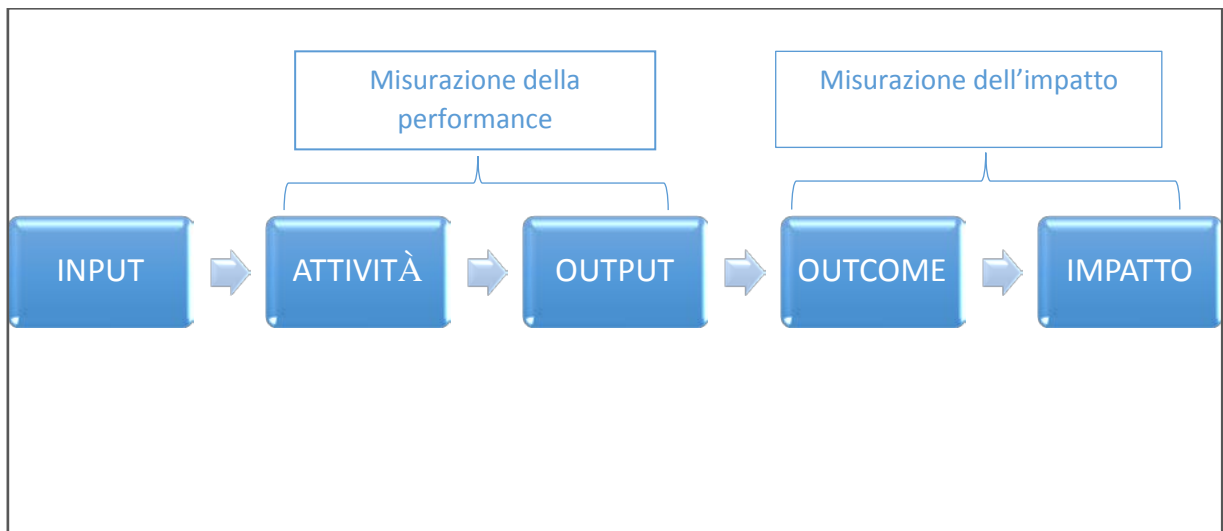 Misurazione della
performance
Misurazione dell’impatto
INPUT
ATTIVITÀ
OUTPUT
OUTCOME
IMPATTO